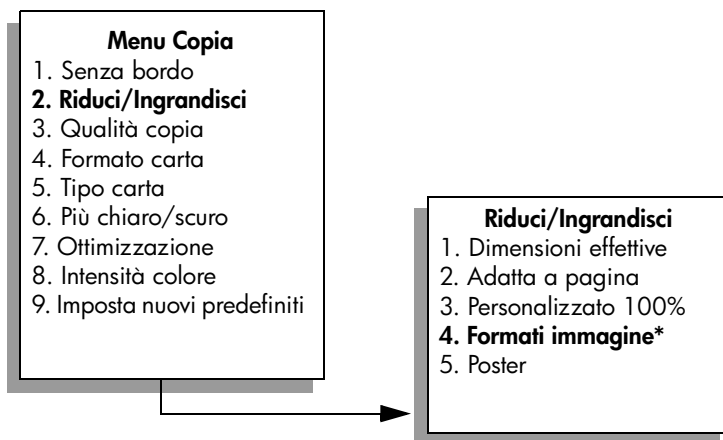 Menu Copia
1. Senza bordo
2. Riduci/Ingrandisci
3. Qualità copia
4. Formato carta
5. Tipo carta
6. Più chiaro/scuro
7. Ottimizzazione
8. Intensità colore
9. Imposta nuovi predefiniti
Riduci/Ingrandisci
1. Dimensioni effettive
2. Adatta a pagina
3. Personalizzato 100%
4. Formati immagine*
5. Poster